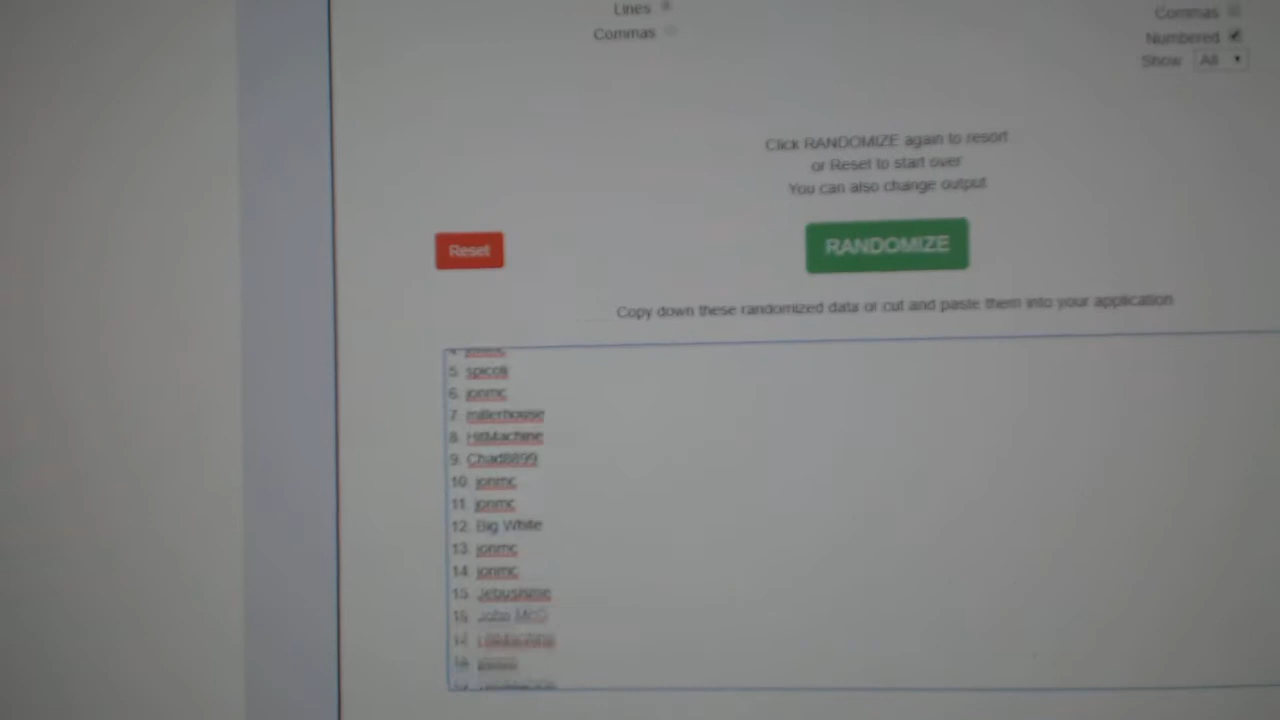 Lines
Commas
Commas
Numbered
Show All
Click RANDOMIZE again to resort
or Reset to start over
You can also change output
Reset
RANDOMIZE
Copy down these randomized data or cut and paste them into your application
5. spicoli
6. jonmc
7. millerhouse
8. HitMachine
9. Chad8899
10. jonmc
11. jonmc
12. Big White
13. jonmc
14. jonmc
15.
16. John